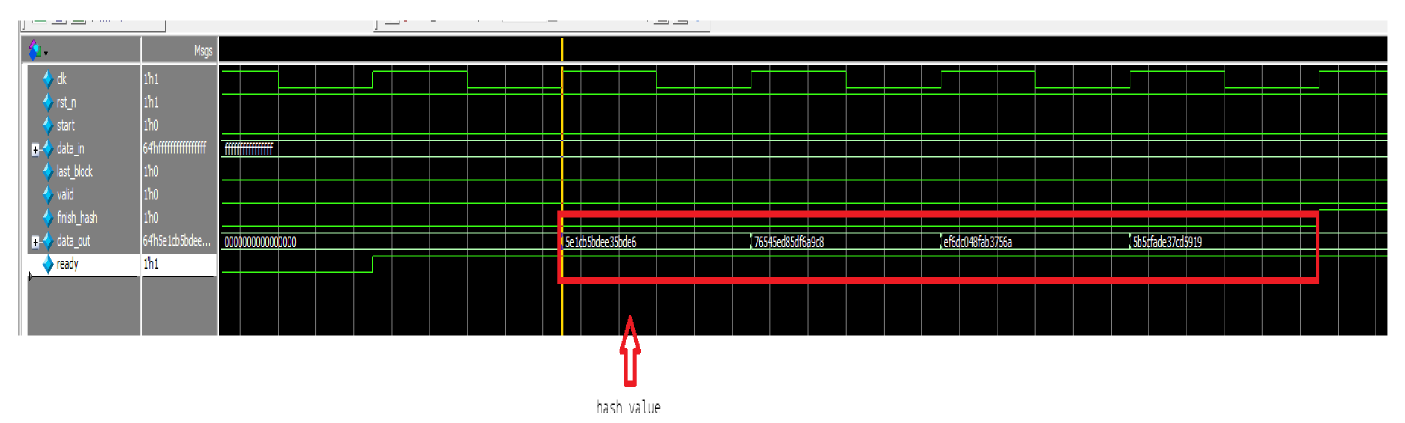 Msgs
clk 1'h1
rst_n 1'h1
start 1'h0
data_in 64'hffffffffffffffff ffffffffffffffff
last_block 1'h0
valid 1'h0
finish_hash 1'h0
data_out 64'h5e1cb5bdee... 0000000000000000 5e1cb5bdee35bde6 76545ed85df6a9c8 ef6dc048fab3756a 5b5cfade37cd5919
ready 1'h1
hash value